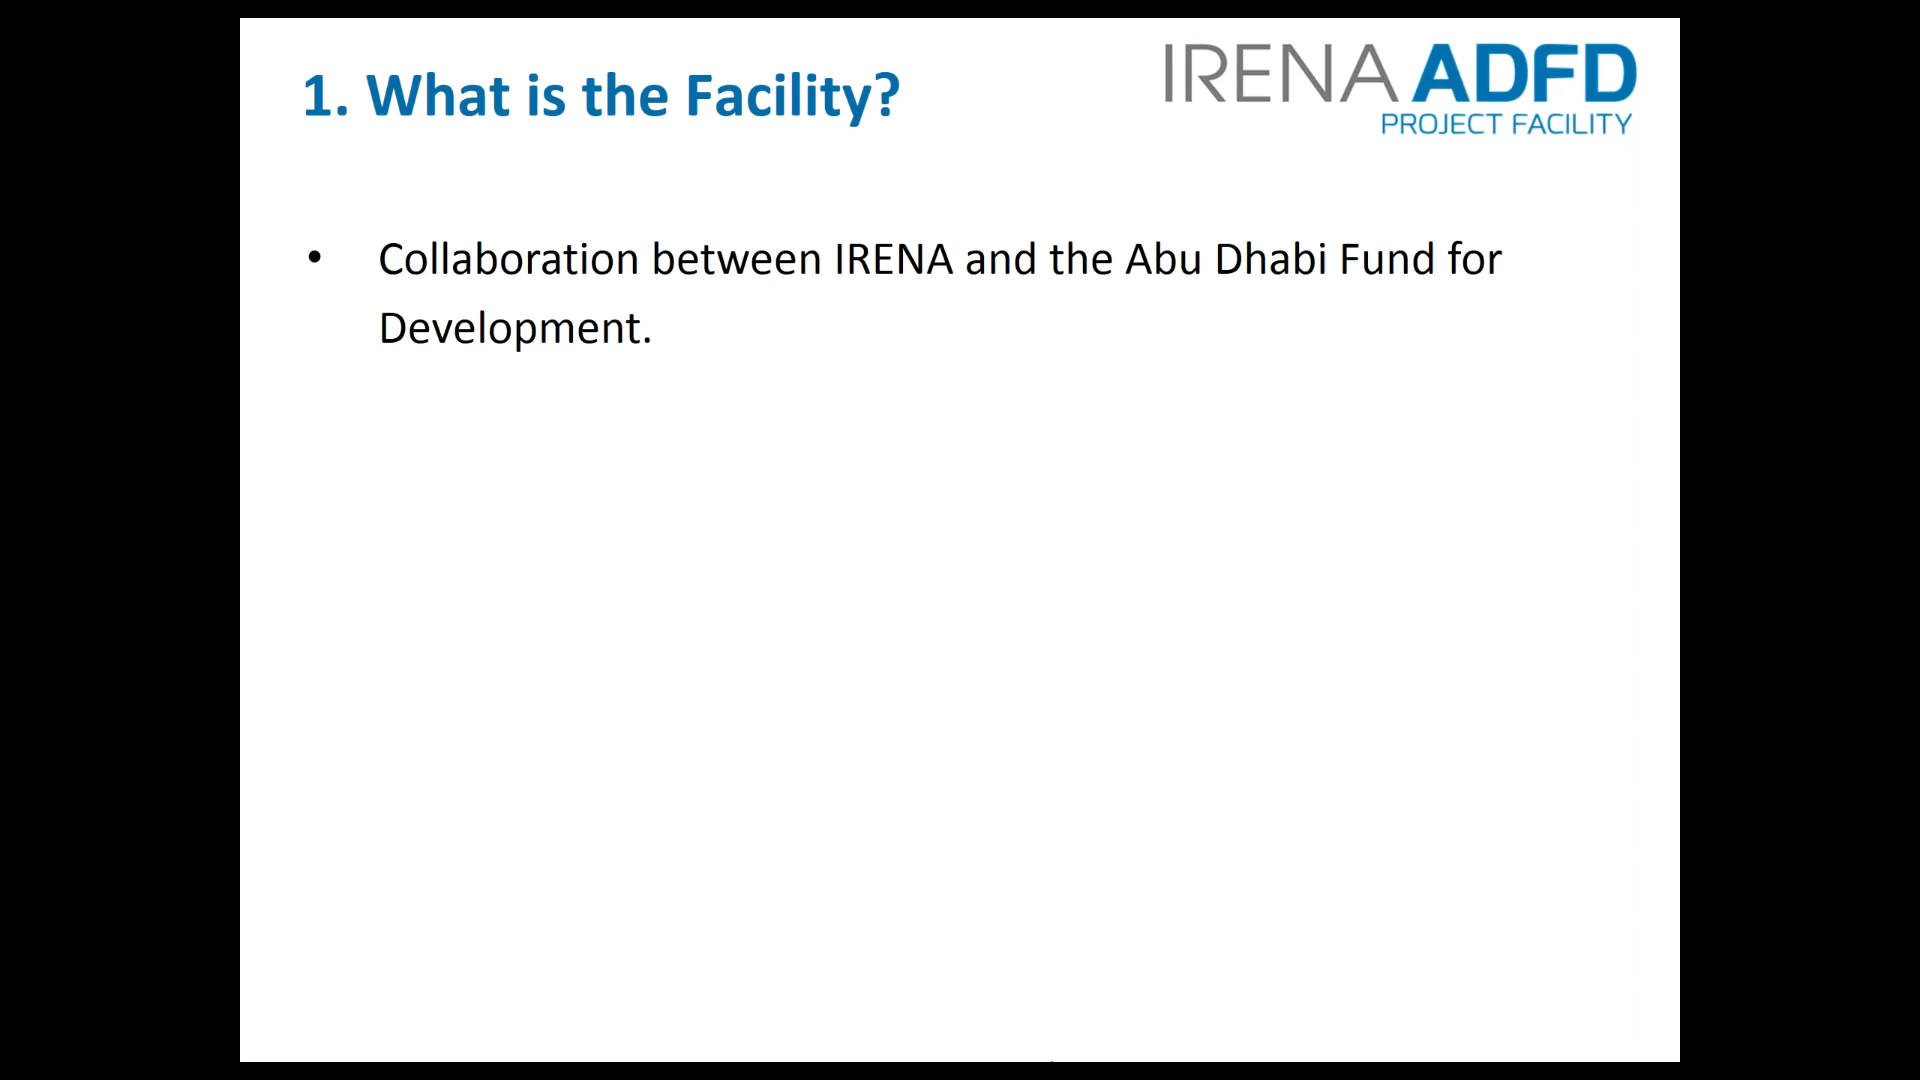 1. What is the Facility?
IRENA ADFD
PROJECT FACILITY
• Collaboration between IRENA and the Abu Dhabi Fund for
Development.